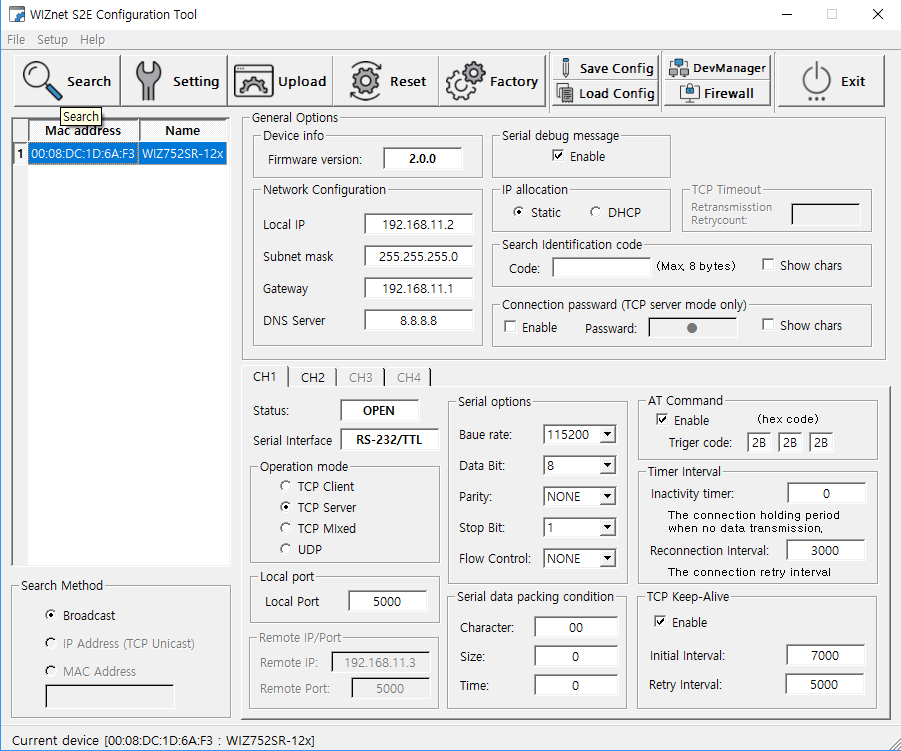 WIZnet S2E Configuration Tool
File Setup Help
Search
Setting
Upload
Reset
Factory
Save Config
Load Config
DevManager
Firewall
Exit
Search
Mac address Name
1 00:08:DC:1D:6A:F3 WIZ752SR-12x
Search Method
Broadcast
IP Address (TCP Unicast)
MAC Address
General Options
Device info
Firmware version: 2.0.0
Network Configuration
Local IP 192.168.11.2
Subnet mask 255.255.255.0
Gateway 192.168.11.1
DNS Server 8.8.8.8
Serial debug message
Enable
IP allocation
Static DHCP
TCP Timeout
Retransmisstion
Retrycount:
Search Identification code
Code: (Max, 8 bytes) Show chars
Connection passward (TCP server mode only)
Enable Password: Show chars
CH1 CH2 CH3 CH4
Status: OPEN
Serial Interface RS-232/TTL
Operation mode
TCP Client
TCP Server
TCP MIxed
UDP
Local port
Local Port 5000
Remote IP/Port
Remote IP: 192.168.11.3
Remote Port: 5000
Serial options
Baue rate: 115200
Data Bit: 8
Parity: NONE
Stop Bit: 1
Flow Control: NONE
Serial data packing condition
Character: 00
Size: 0
Time: 0
AT Command
Enable (hex code)
Triger code: 2B 2B 2B
Timer Interval
Inactivity timer: 0
The connection holding period
when no data transmission,
Reconnection Interval: 3000
The connection retry interval
TCP Keep-Alive
Enable
Initial Interval: 7000
Retry Interval: 5000
Current device [00:08:DC:1D:6A:F3 : WIZ752SR-12x]